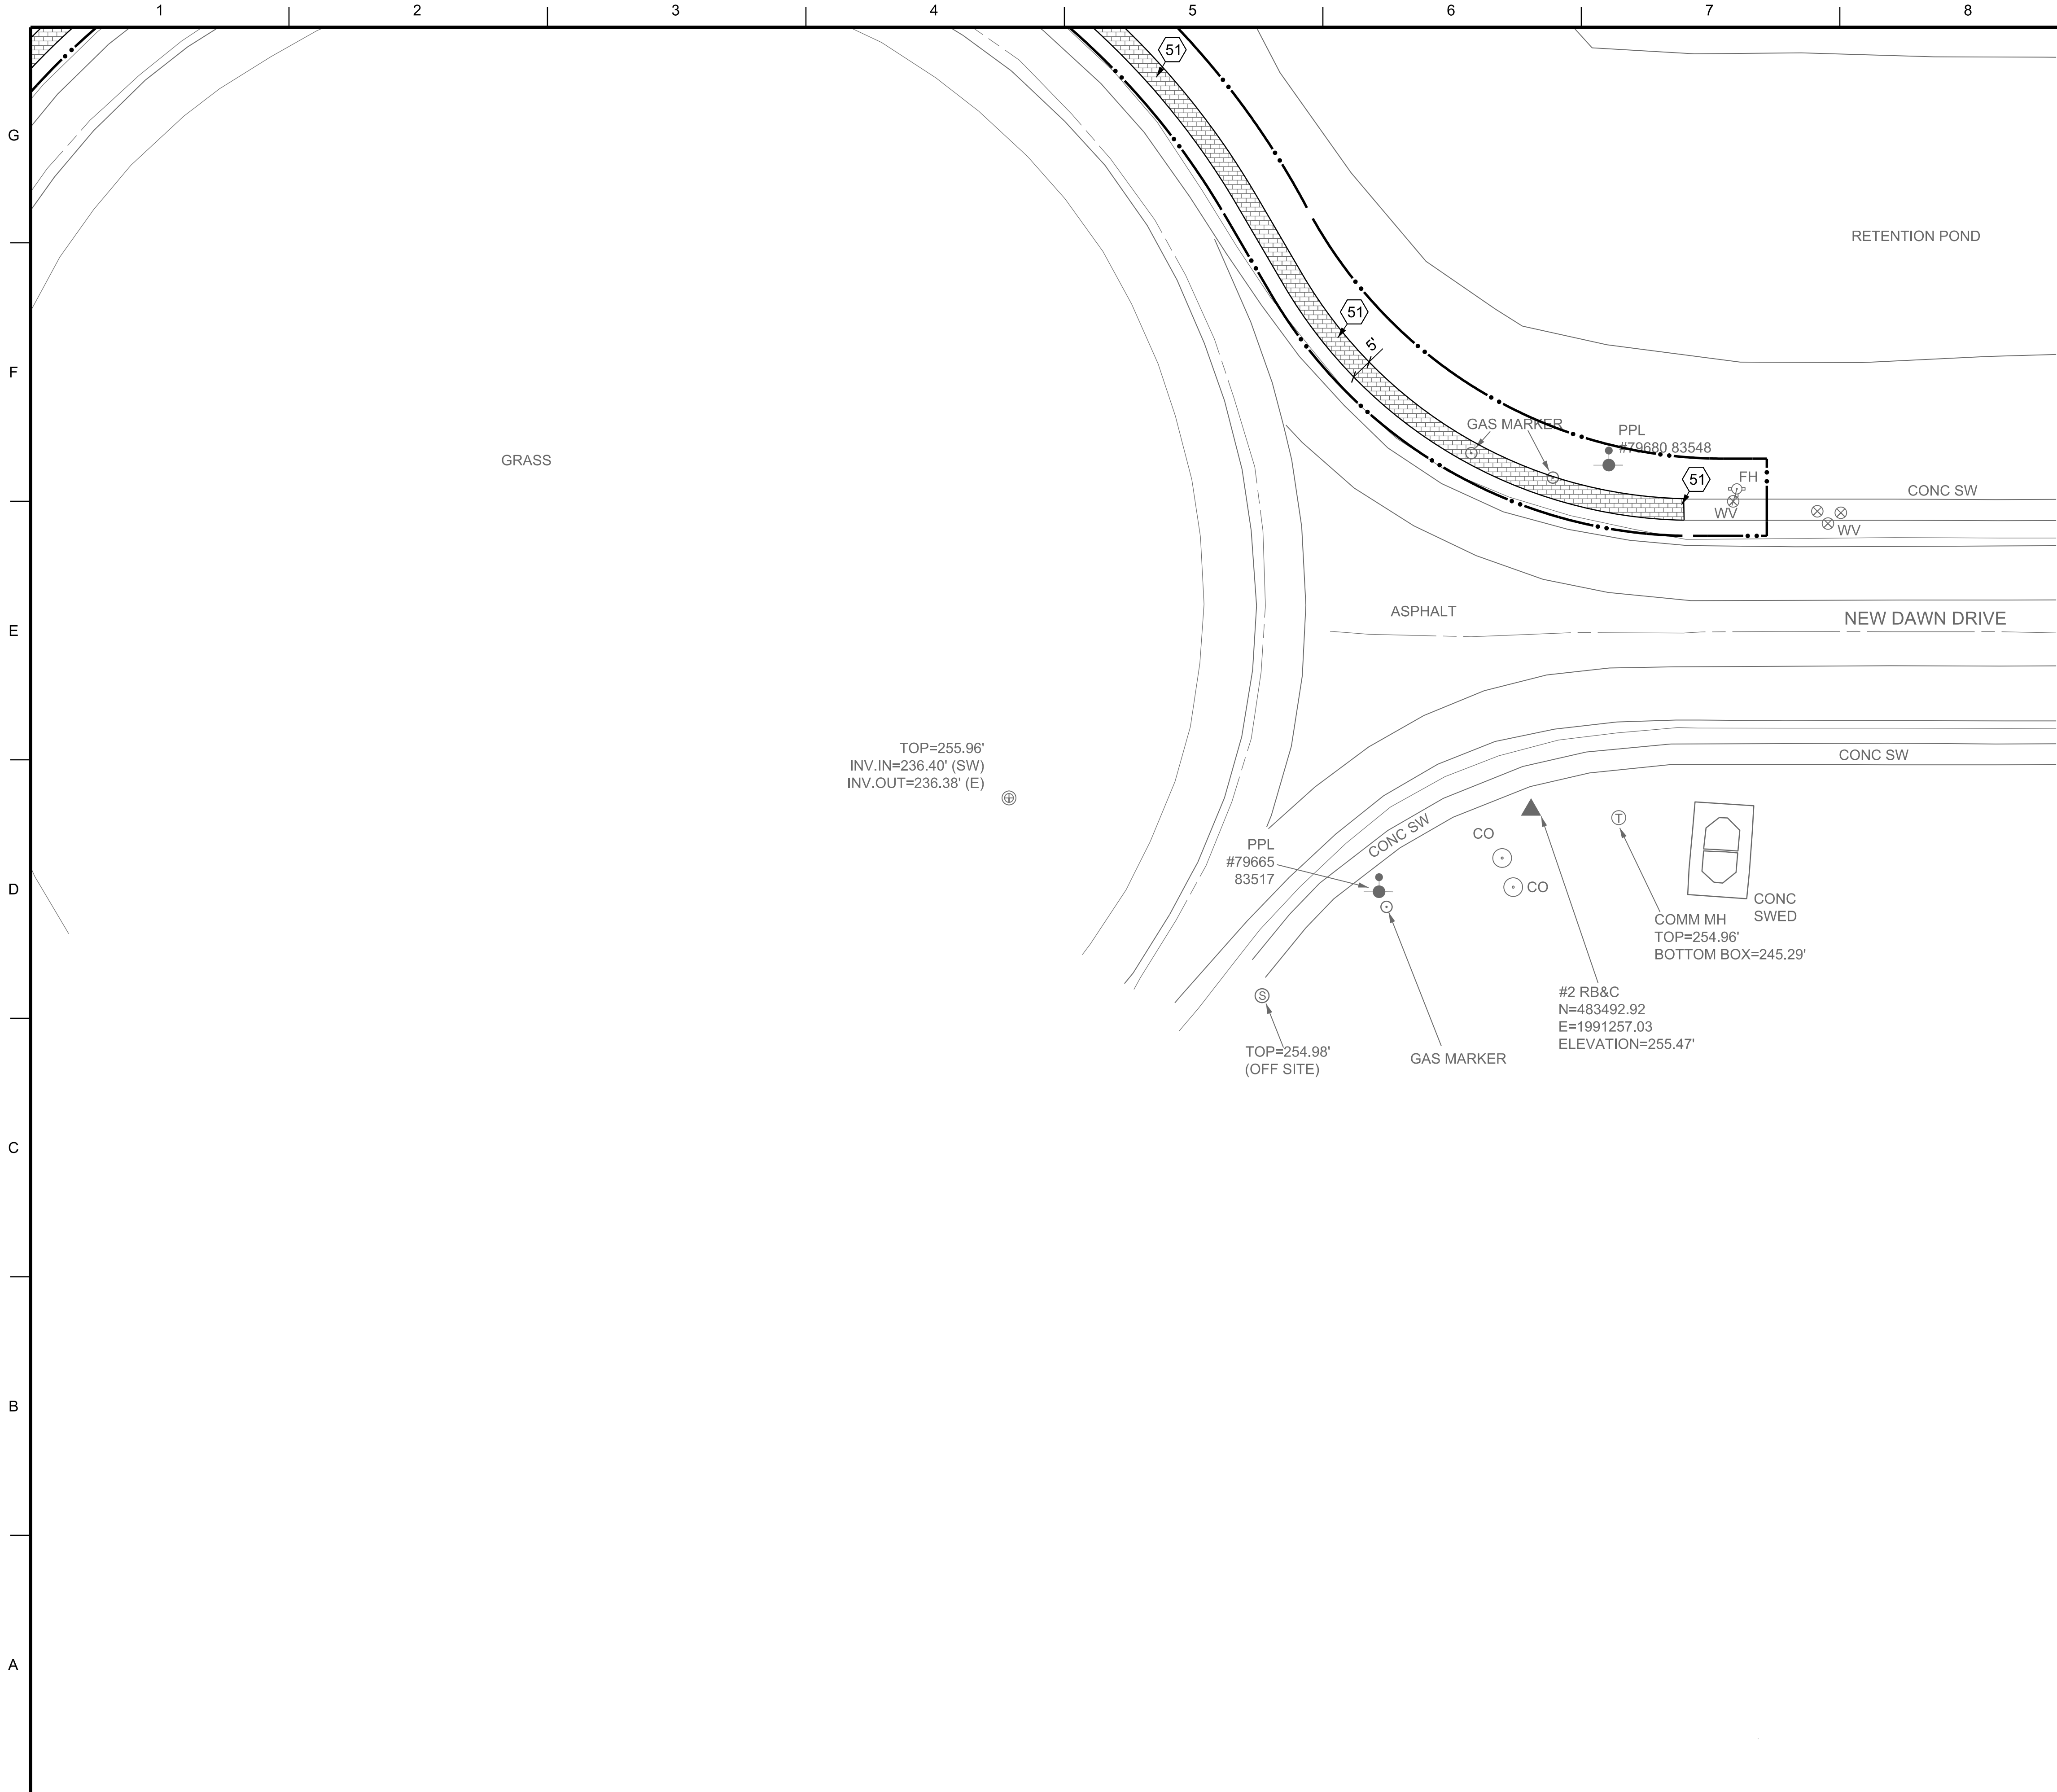 1 2 3 4 5 6 7 8
51
G
RETENTION POND
51
5'
F
GAS MARKER
PPL
#79680 83548
GRASS
51
FH
CONC SW
WV
WV
ASPHALT
NEW DAWN DRIVE
E
TOP=255.96'
INV.IN=236.40' (SW)
INV.OUT=236.38' (E)
CONC SW
T
CONC SW
CO
PPL
#79665
83517
CO
D
CONC
SWED
COMM MH
TOP=254.96'
BOTTOM BOX=245.29'
S
#2 RB&C
N=483492.92
E=1991257.03
ELEVATION=255.47'
TOP=254.98'
(OFF SITE)
GAS MARKER
C
B
A